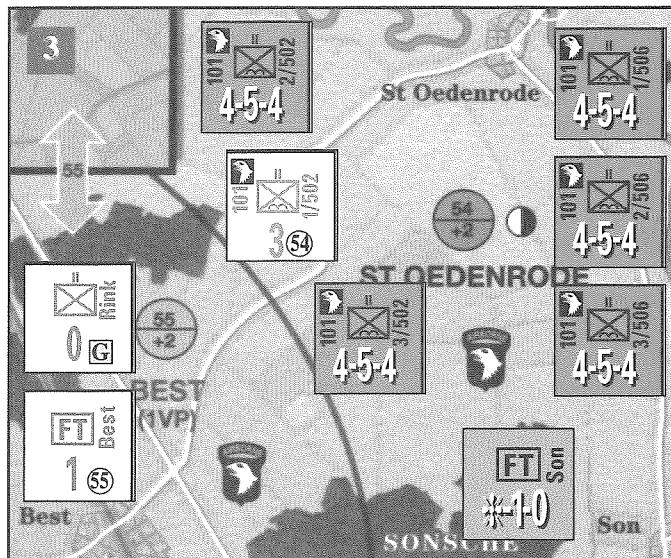 3
55
101
2/502
4-5-4
St Oedenrode
101
1/506
4-5-4
101
1/502
3 54
54
+2
101
2/506
4-5-4
ST OEDENRODE
Rink
0 G
55
+2
101
3/502
4-5-4
101
3/506
4-5-4
BEST
(1VP)
FT
Best
1 55
FT
Son
-1-0
Best
SONSCHE
Son